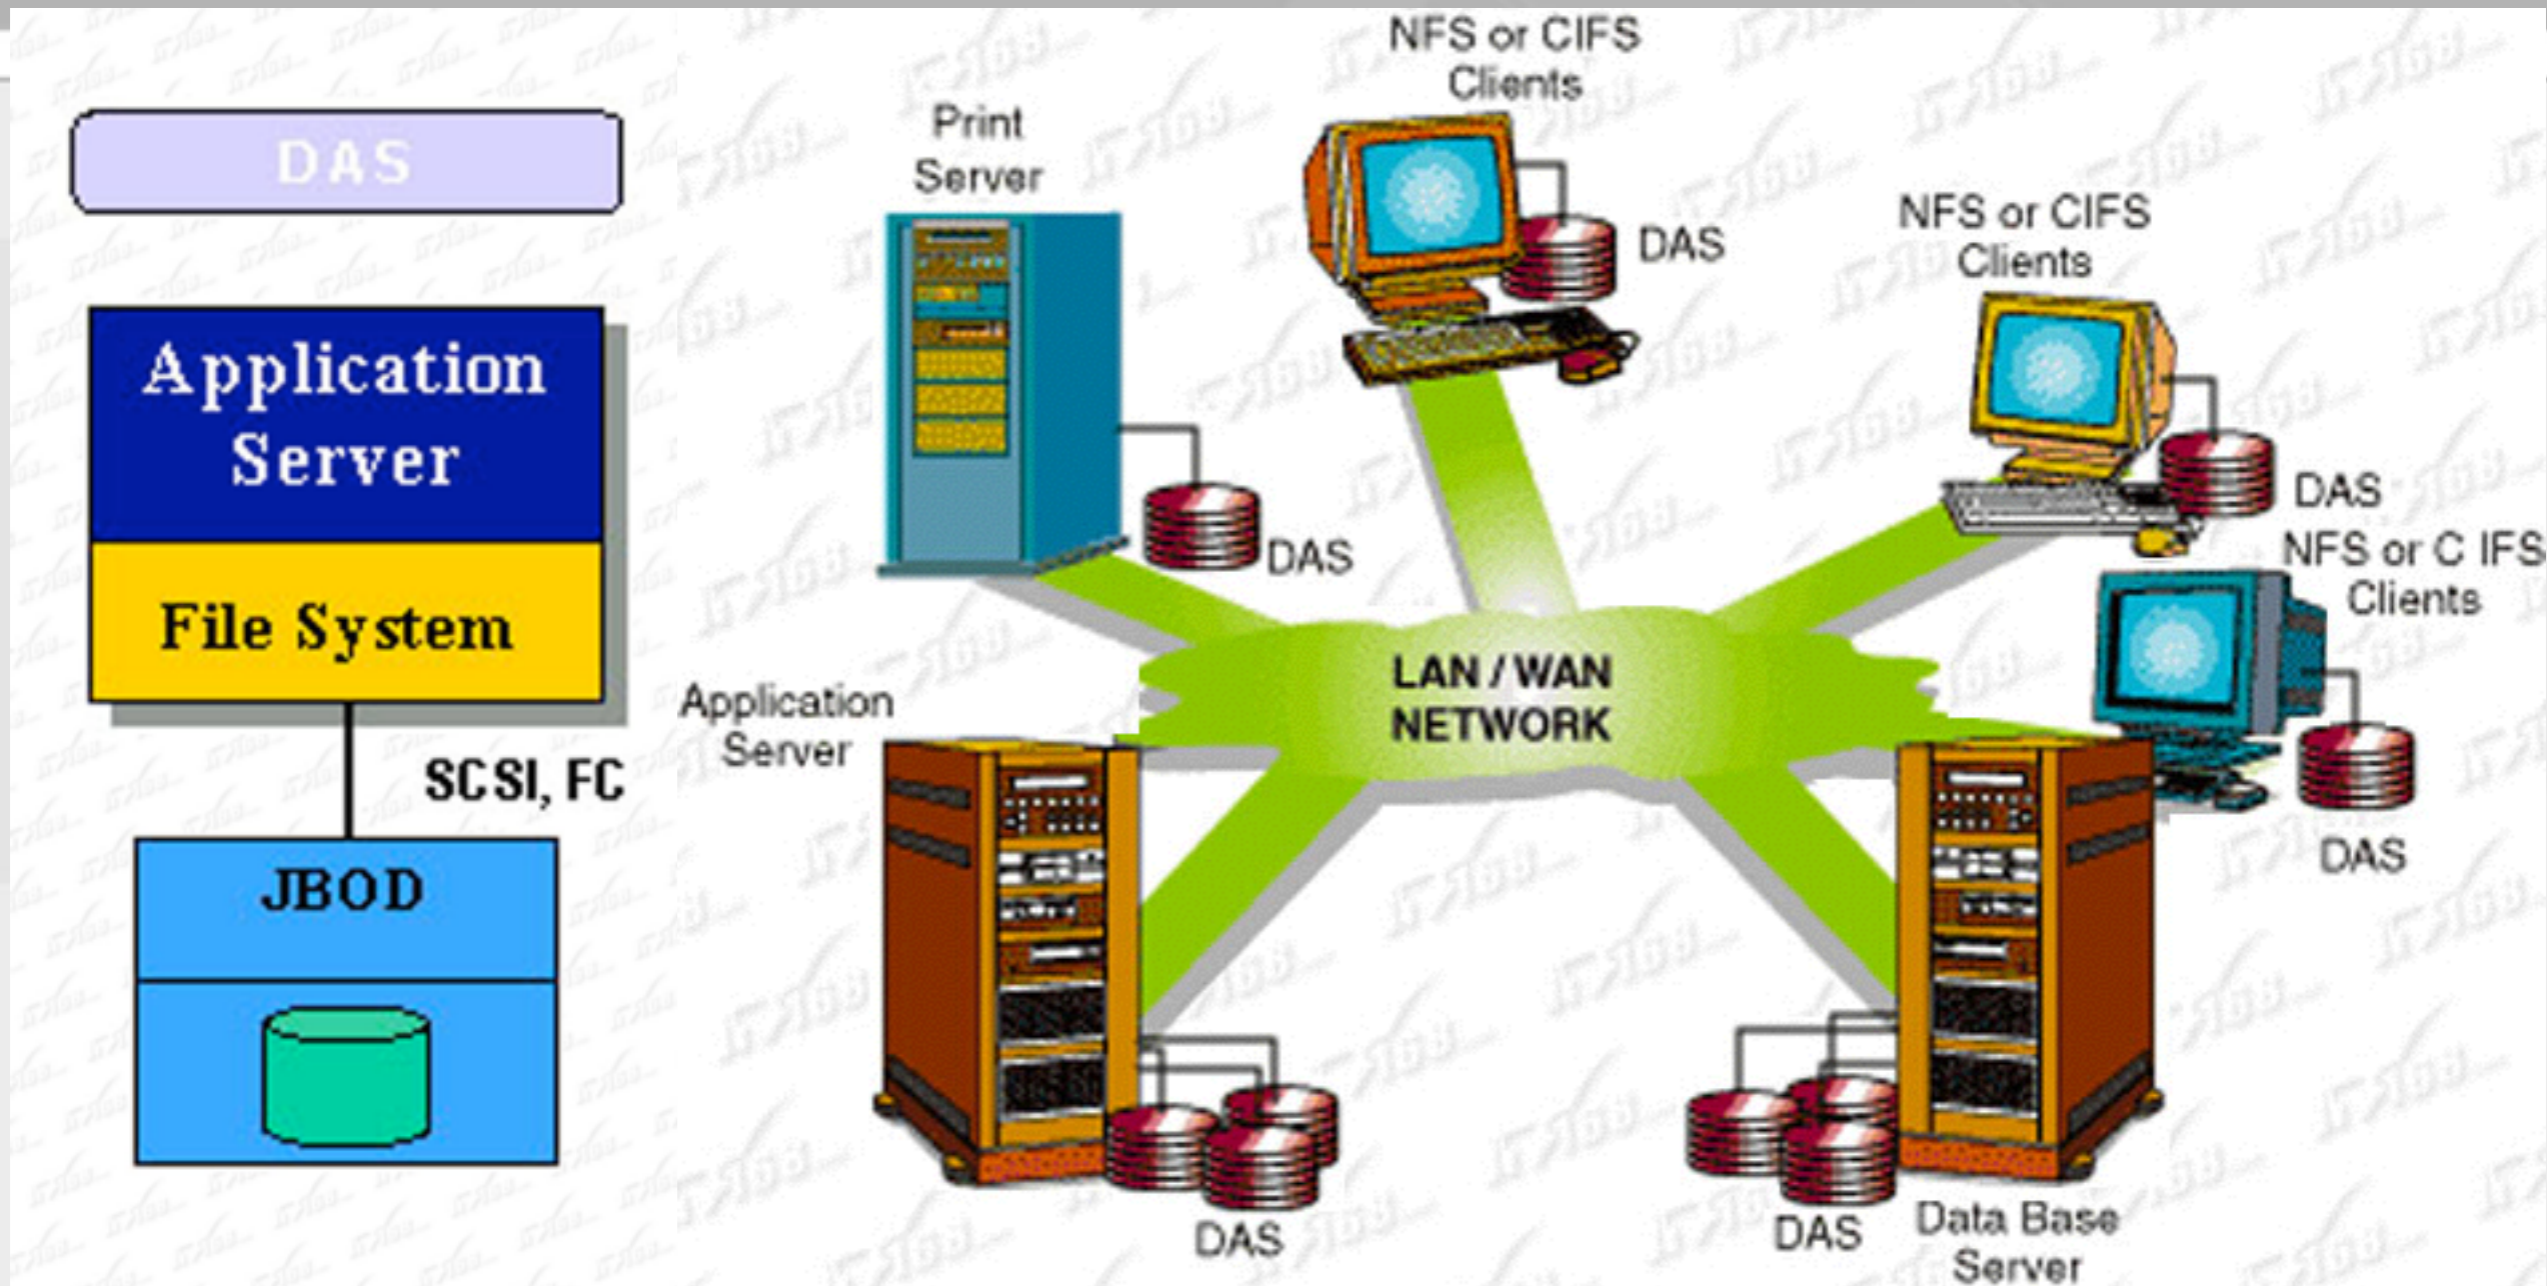 DAS
Application
Server
File System
SCSI, FC
JBOD
NFS or CIFS
Clients
Print
Server
DAS
NFS or CIFS
Clients
DAS
DAS
NFS or C IFS
Clients
LAN / WAN
NETWORK
Application
Server
DAS
DAS
DAS
Data Base
Server